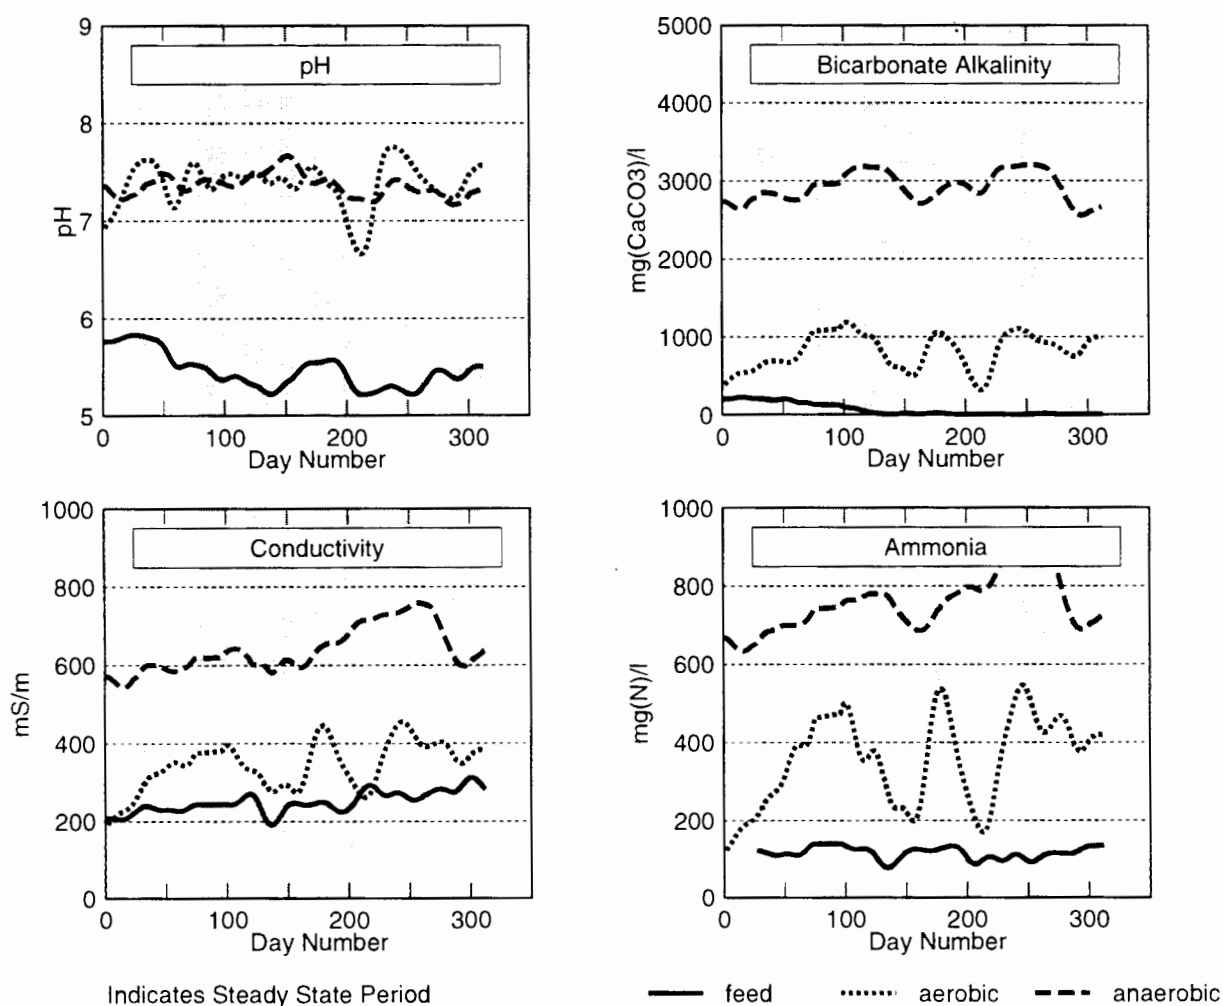 9
8
7
6
5
pH
pH
0 100 200 300
Day Number
5000
4000
3000
2000
1000
0
mg(CaCO3)/l
Bicarbonate Alkalinity
0 100 200 300
Day Number
1000
800
600
400
200
0
mS/m
Conductivity
0 100 200 300
Day Number
1000
800
600
400
200
0
mg(N)/l
Ammonia
0 100 200 300
Day Number
Indicates Steady State Period
feed aerobic anaerobic